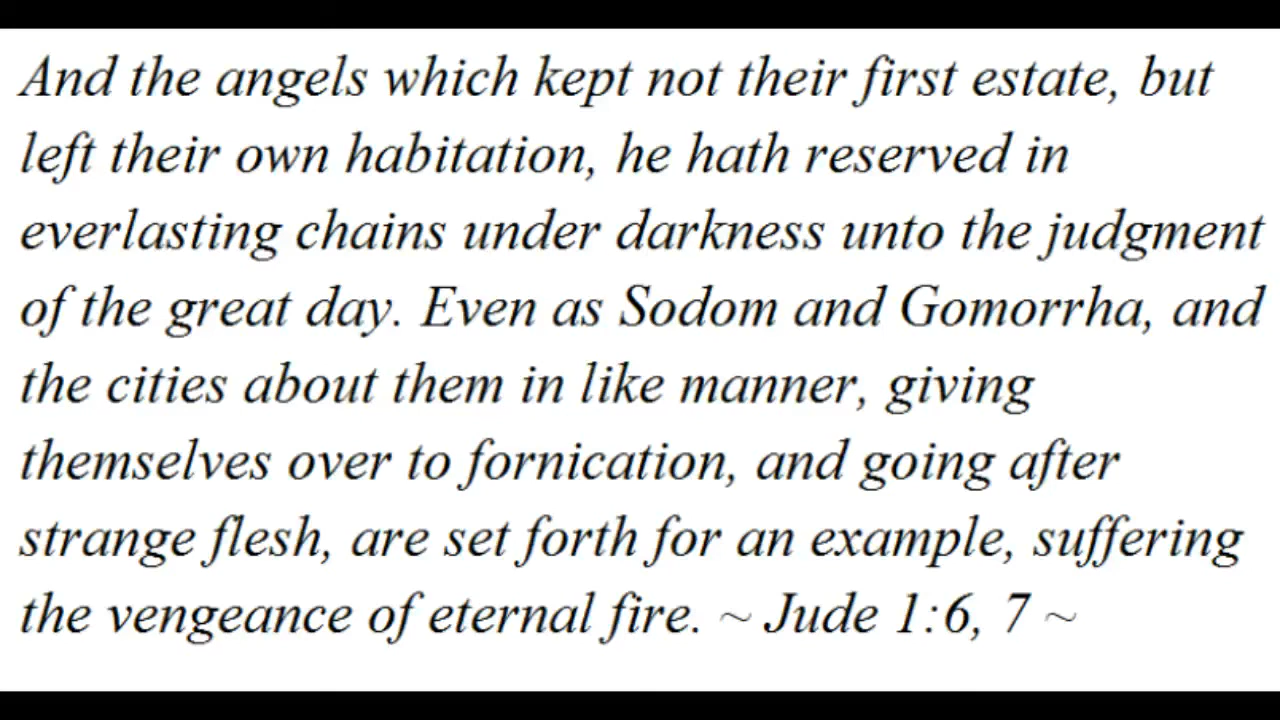 And the angels which kept not their first estate, but
left their own habitation, he hath reserved in
everlasting chains under darkness unto the judgment
of the great day. Even as Sodom and Gomorrha, and
the cities about them in like manner, giving
themselves over to fornication, and going after
strange flesh, are set forth for an example, suffering
the vengeance of eternal fire. ~ Jude 1:6, 7 ~